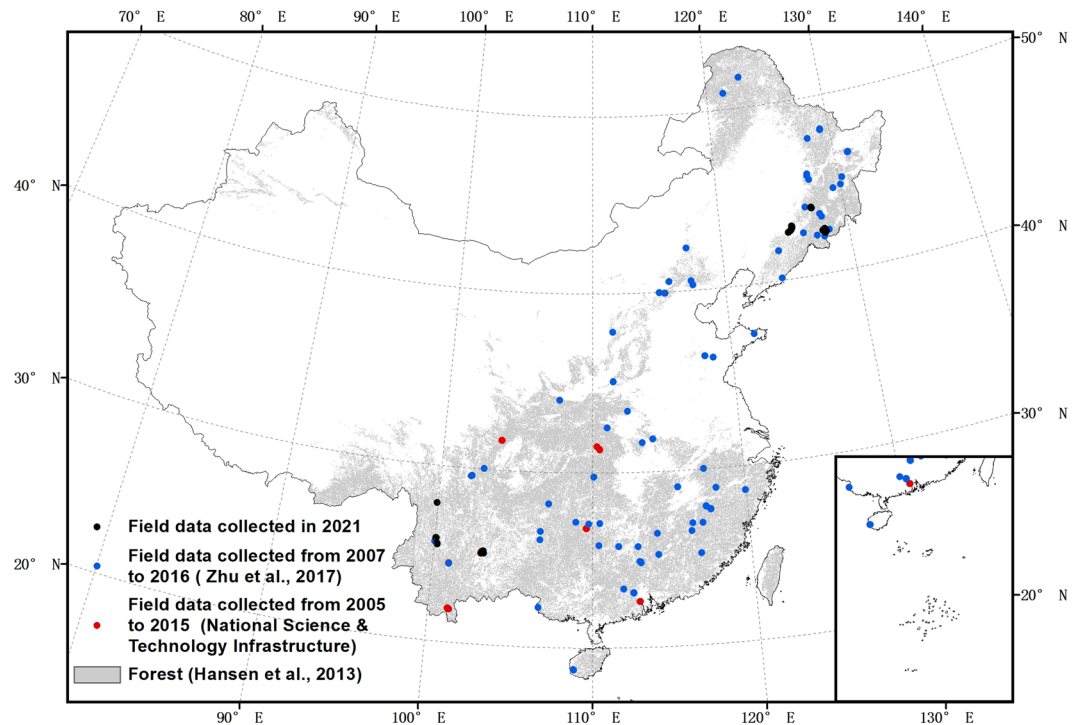 70° E 80° E 90° E 100° E 110° E 120° E 130° E 140° E
50° N
40° N
40° N
30° N
30° N
20° N
20° N
Field data collected in 2021
Field data collected from 2007
to 2016 ( Zhu et al., 2017)
Field data collected from 2005
to 2015 (National Science &
Technology Infrastructure)
Forest (Hansen et al., 2013)
90° E 100° E 110° E 120° E 130° E